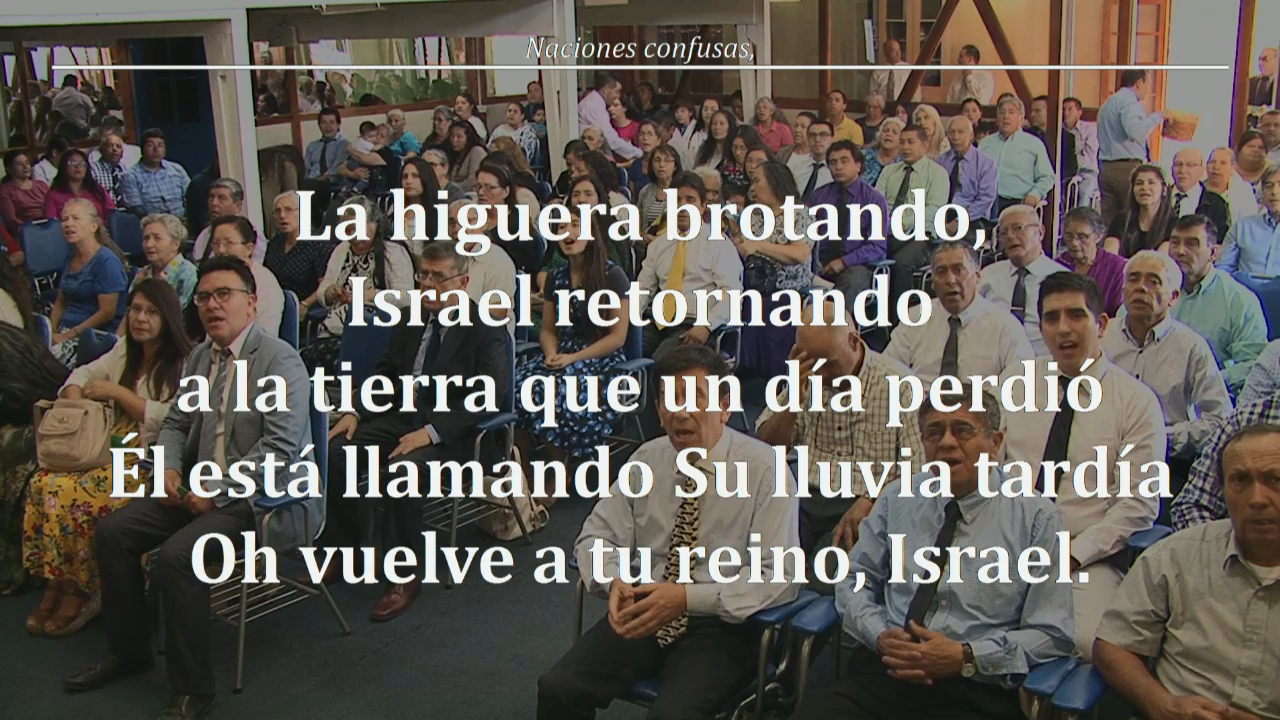 Naciones confusas,
La higuera brotando,
Israel retornando
a la tierra que un día perdió
Él está llamando Su lluvia tardía
Oh vuelve a tu reino, Israel.